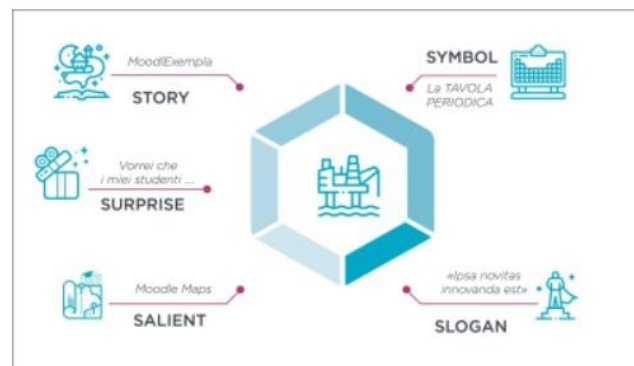 MoodlExempla
STORY
SYMBOL
La TAVOLA
PERIODICA
Vorrei che
i miei studenti ....
SURPRISE
Moodle Maps
SALIENT
«Ipsa novitas
innovanda est»
SLOGAN